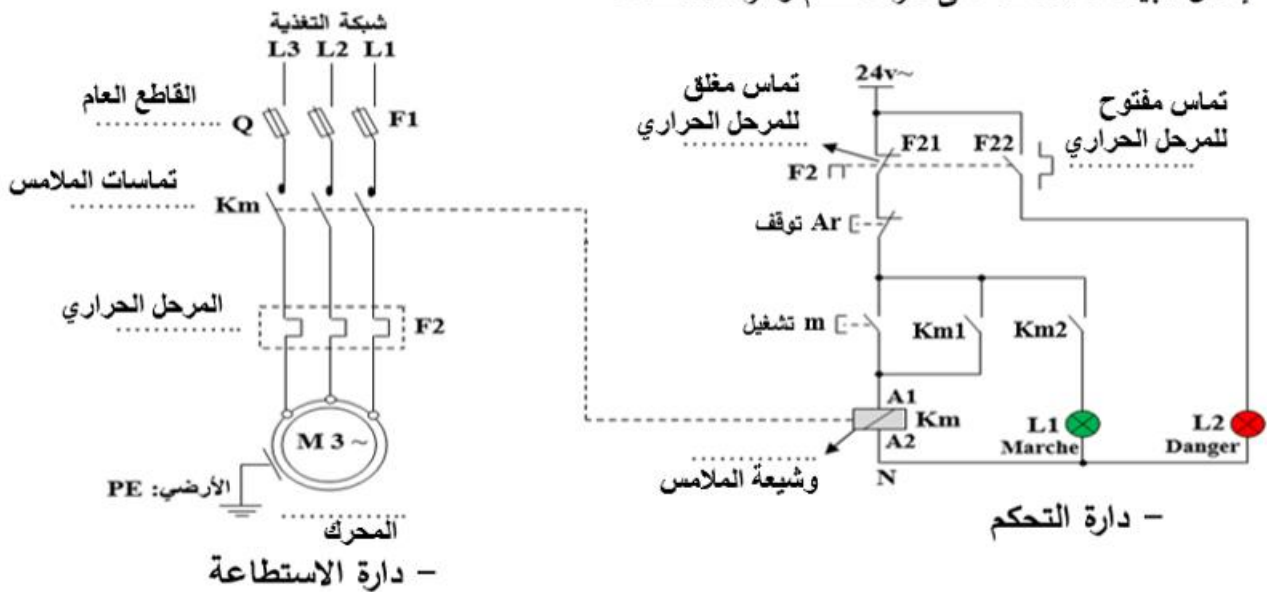 شبكة التغذية
L3 L2 L1
القاطع العام
Q
F1
تماسات الملامس
Km
المرحل الحراري
F2
M 3 ~
الأرضي: PE
المحرك
– دارة الاستطاعة
24v~
تماس مغلق
للمرحل الحراري
تماس مفتوح
للمرحل الحراري
F21
F22
F2
Ar توقف
m تشغيل
Km1
Km2
A1
Km
A2
وشيعة الملامس
N
L1
Marche
L2
Danger
– دارة التحكم